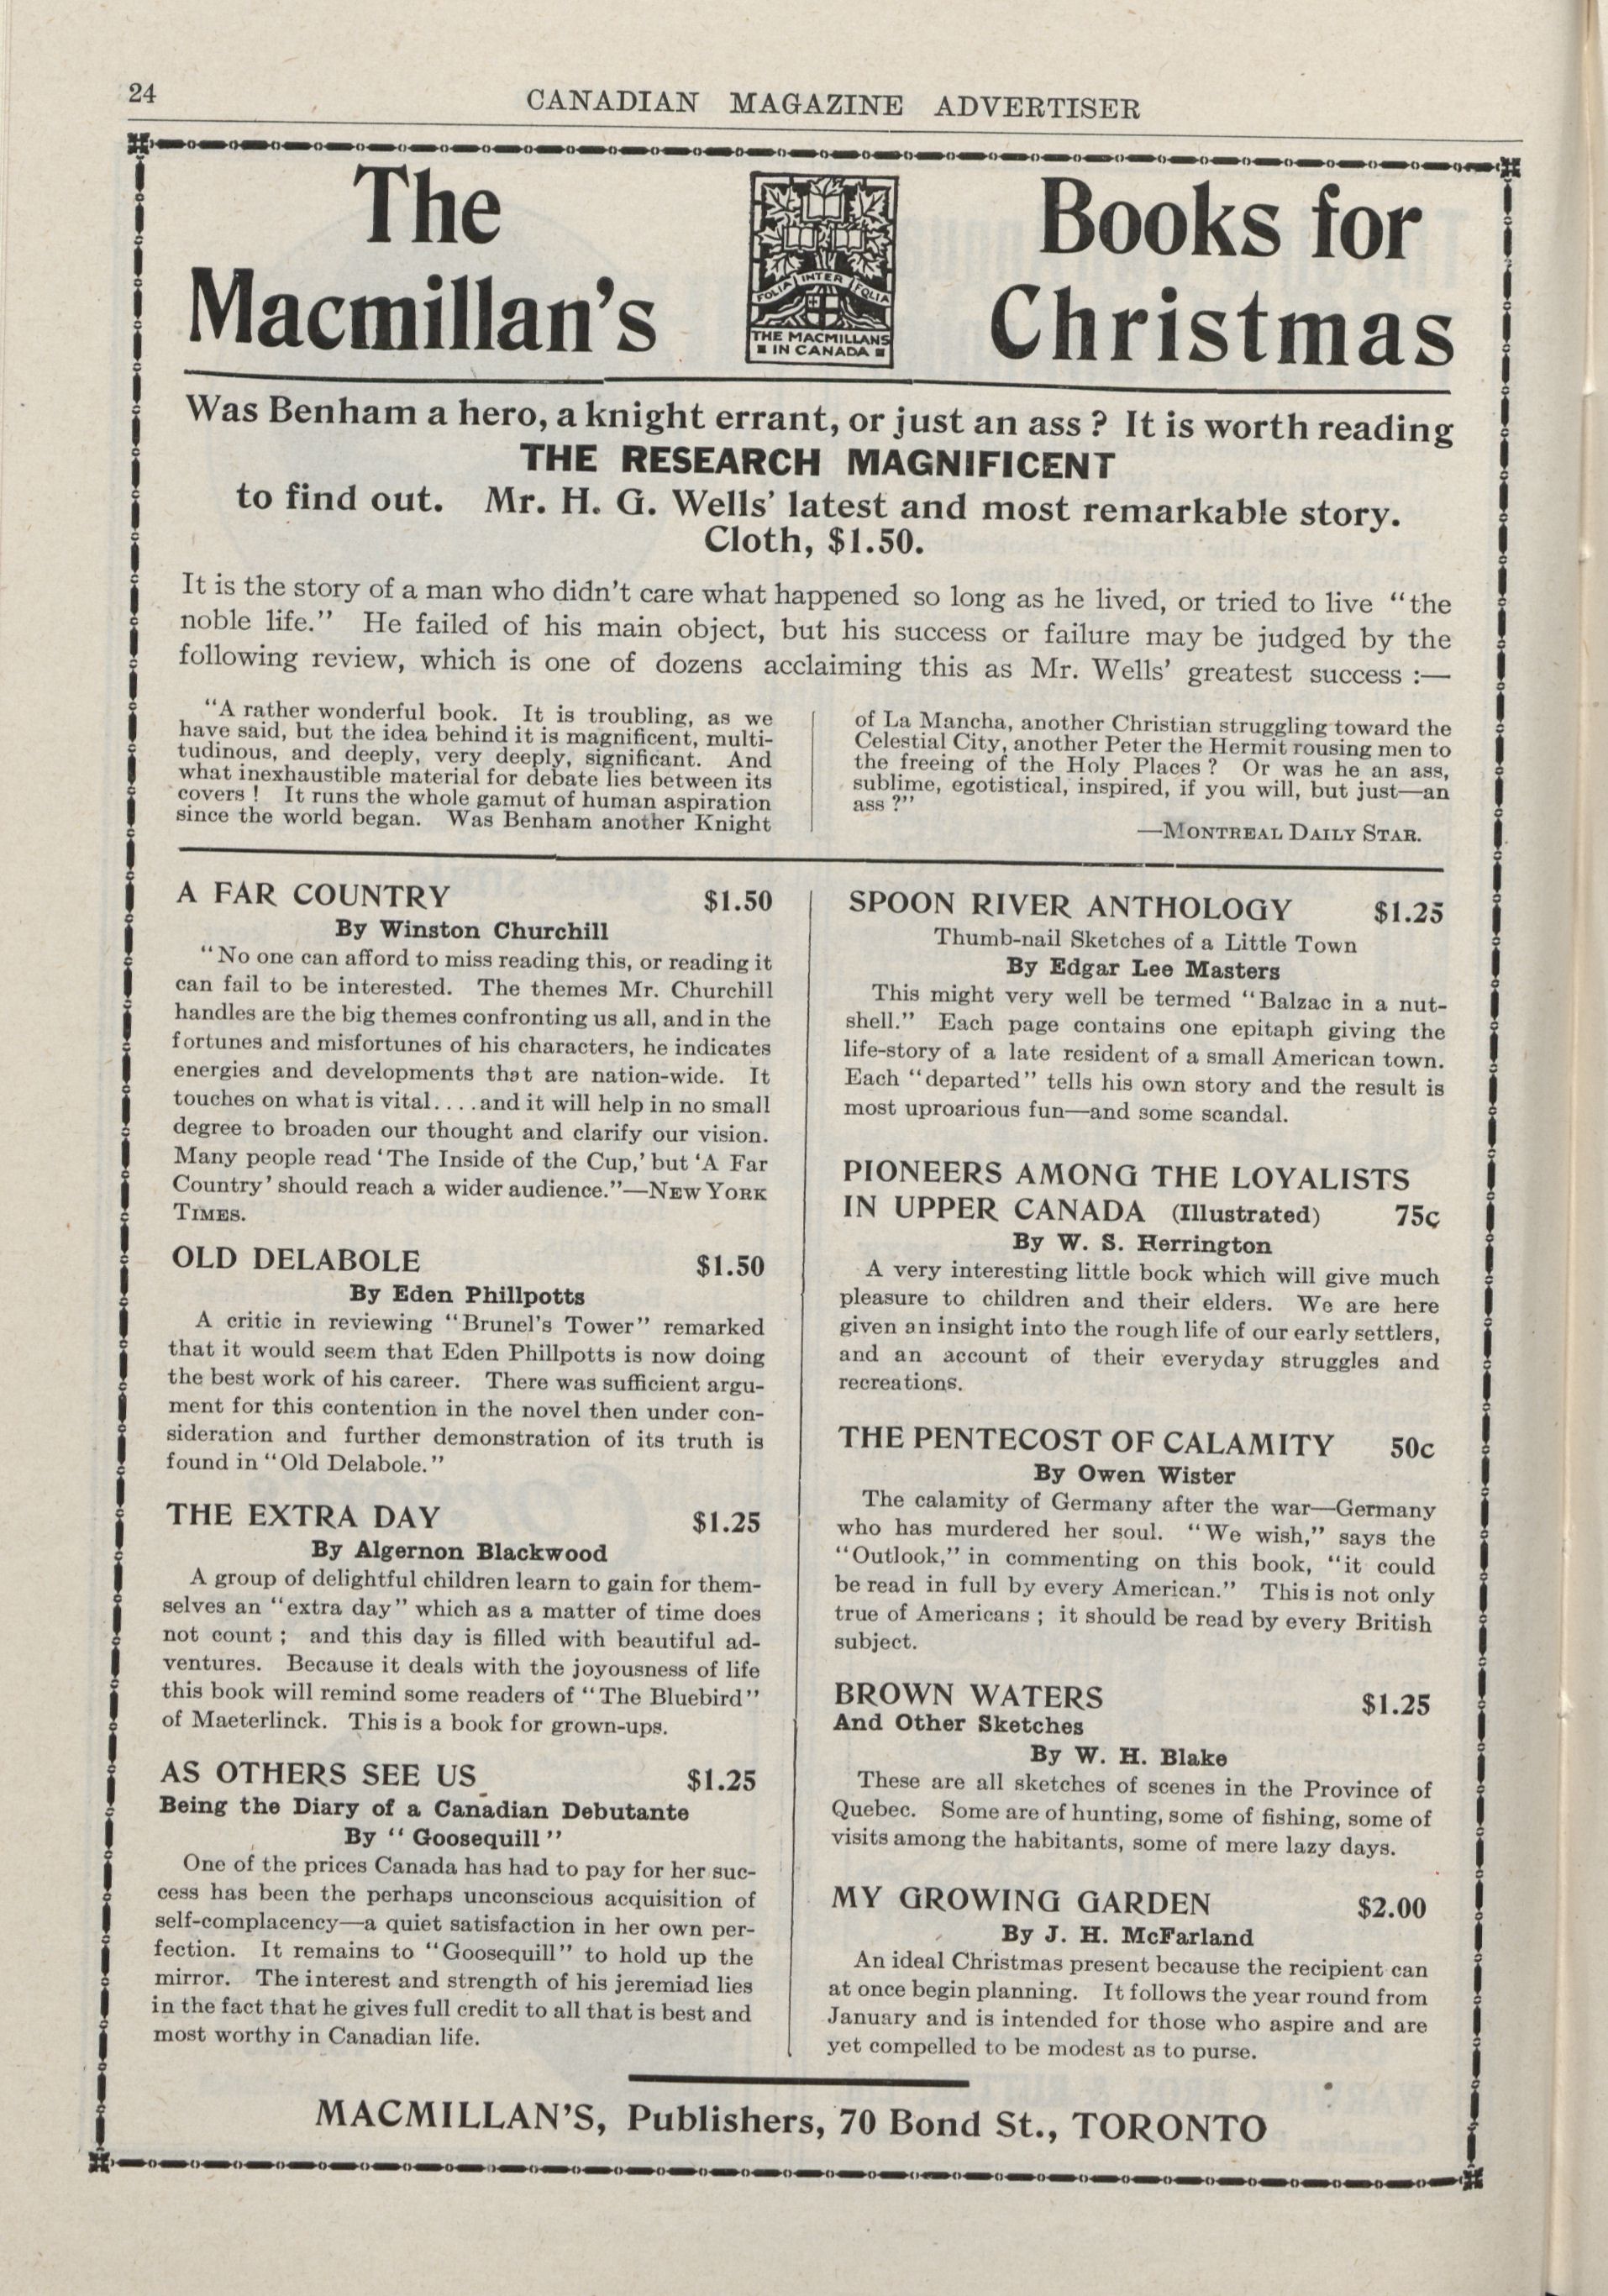 24
CANADIAN MAGAZINE ADVERTISER
The
Macmillan's
FOLIA INTER FOLIA
THE MACMILLANS
IN CANADA
Books for
Christmas
Was Benham a hero, a knight errant, or just an ass? It is worth reading
THE RESEARCH MAGNIFICENT
to find out. Mr. H. G. Wells' latest and most remarkable story.
Cloth, $1.50.
It is the story of a man who didn't care what happened so long as he lived, or tried to live "the
noble life." He failed of his main object, but his success or failure may be judged by the
following review, which is one of dozens acclaiming this as Mr. Wells' greatest success :—
"A rather wonderful book. It is troubling, as we
have said, but the idea behind it is magnificent, multi-
tudinous, and deeply, very deeply, significant. And
what inexhaustible material for debate lies between its
covers ! It runs the whole gamut of human aspiration
since the world began. Was Benham another Knight
of La Mancha, another Christian struggling toward the
Celestial City, another Peter the Hermit rousing men to
the freeing of the Holy Places ? Or was he an ass,
sublime, egotistical, inspired, if you will, but just—an
ass ?"
—MONTREAL DAILY STAR.
A FAR COUNTRY $1.50
By Winston Churchill
"No one can afford to miss reading this, or reading it
can fail to be interested. The themes Mr. Churchill
handles are the big themes confronting us all, and in the
fortunes and misfortunes of his characters, he indicates
energies and developments that are nation-wide. It
touches on what is vital....and it will help in no small
degree to broaden our thought and clarify our vision.
Many people read 'The Inside of the Cup,' but 'A Far
Country' should reach a wider audience."—NEW YORK
TIMES.
OLD DELABOLE $1.50
By Eden Phillpotts
A critic in reviewing "Brunel's Tower" remarked
that it would seem that Eden Phillpotts is now doing
the best work of his career. There was sufficient argu-
ment for this contention in the novel then under con-
sideration and further demonstration of its truth is
found in "Old Delabole."
THE EXTRA DAY $1.25
By Algernon Blackwood
A group of delightful children learn to gain for them-
selves an "extra day" which as a matter of time does
not count ; and this day is filled with beautiful ad-
ventures. Because it deals with the joyousness of life
this book will remind some readers of "The Bluebird"
of Maeterlinck. This is a book for grown-ups.
AS OTHERS SEE US $1.25
Being the Diary of a Canadian Debutante
By "Goosequill"
One of the prices Canada has had to pay for her suc-
cess has been the perhaps unconscious acquisition of
self-complacency—a quiet satisfaction in her own per-
fection. It remains to "Goosequill" to hold up the
mirror. The interest and strength of his jeremiad lies
in the fact that he gives full credit to all that is best and
most worthy in Canadian life.
SPOON RIVER ANTHOLOGY $1.25
Thumb-nail Sketches of a Little Town
By Edgar Lee Masters
This might very well be termed "Balzac in a nut-
shell." Each page contains one epitaph giving the
life-story of a late resident of a small American town.
Each "departed" tells his own story and the result is
most uproarious fun—and some scandal.
PIONEERS AMONG THE LOYALISTS
IN UPPER CANADA (Illustrated) 75c
By W. S. Herrington
A very interesting little book which will give much
pleasure to children and their elders. We are here
given an insight into the rough life of our early settlers,
and an account of their everyday struggles and
recreations.
THE PENTECOST OF CALAMITY 50c
By Owen Wister
The calamity of Germany after the war—Germany
who has murdered her soul. "We wish," says the
"Outlook," in commenting on this book, "it could
be read in full by every American." This is not only
true of Americans ; it should be read by every British
subject.
BROWN WATERS $1.25
And Other Sketches
By W. H. Blake
These are all sketches of scenes in the Province of
Quebec. Some are of hunting, some of fishing, some of
visits among the habitants, some of mere lazy days.
MY GROWING GARDEN $2.00
By J. H. McFarland
An ideal Christmas present because the recipient can
at once begin planning. It follows the year round from
January and is intended for those who aspire and are
yet compelled to be modest as to purse.
MACMILLAN'S, Publishers, 70 Bond St., TORONTO